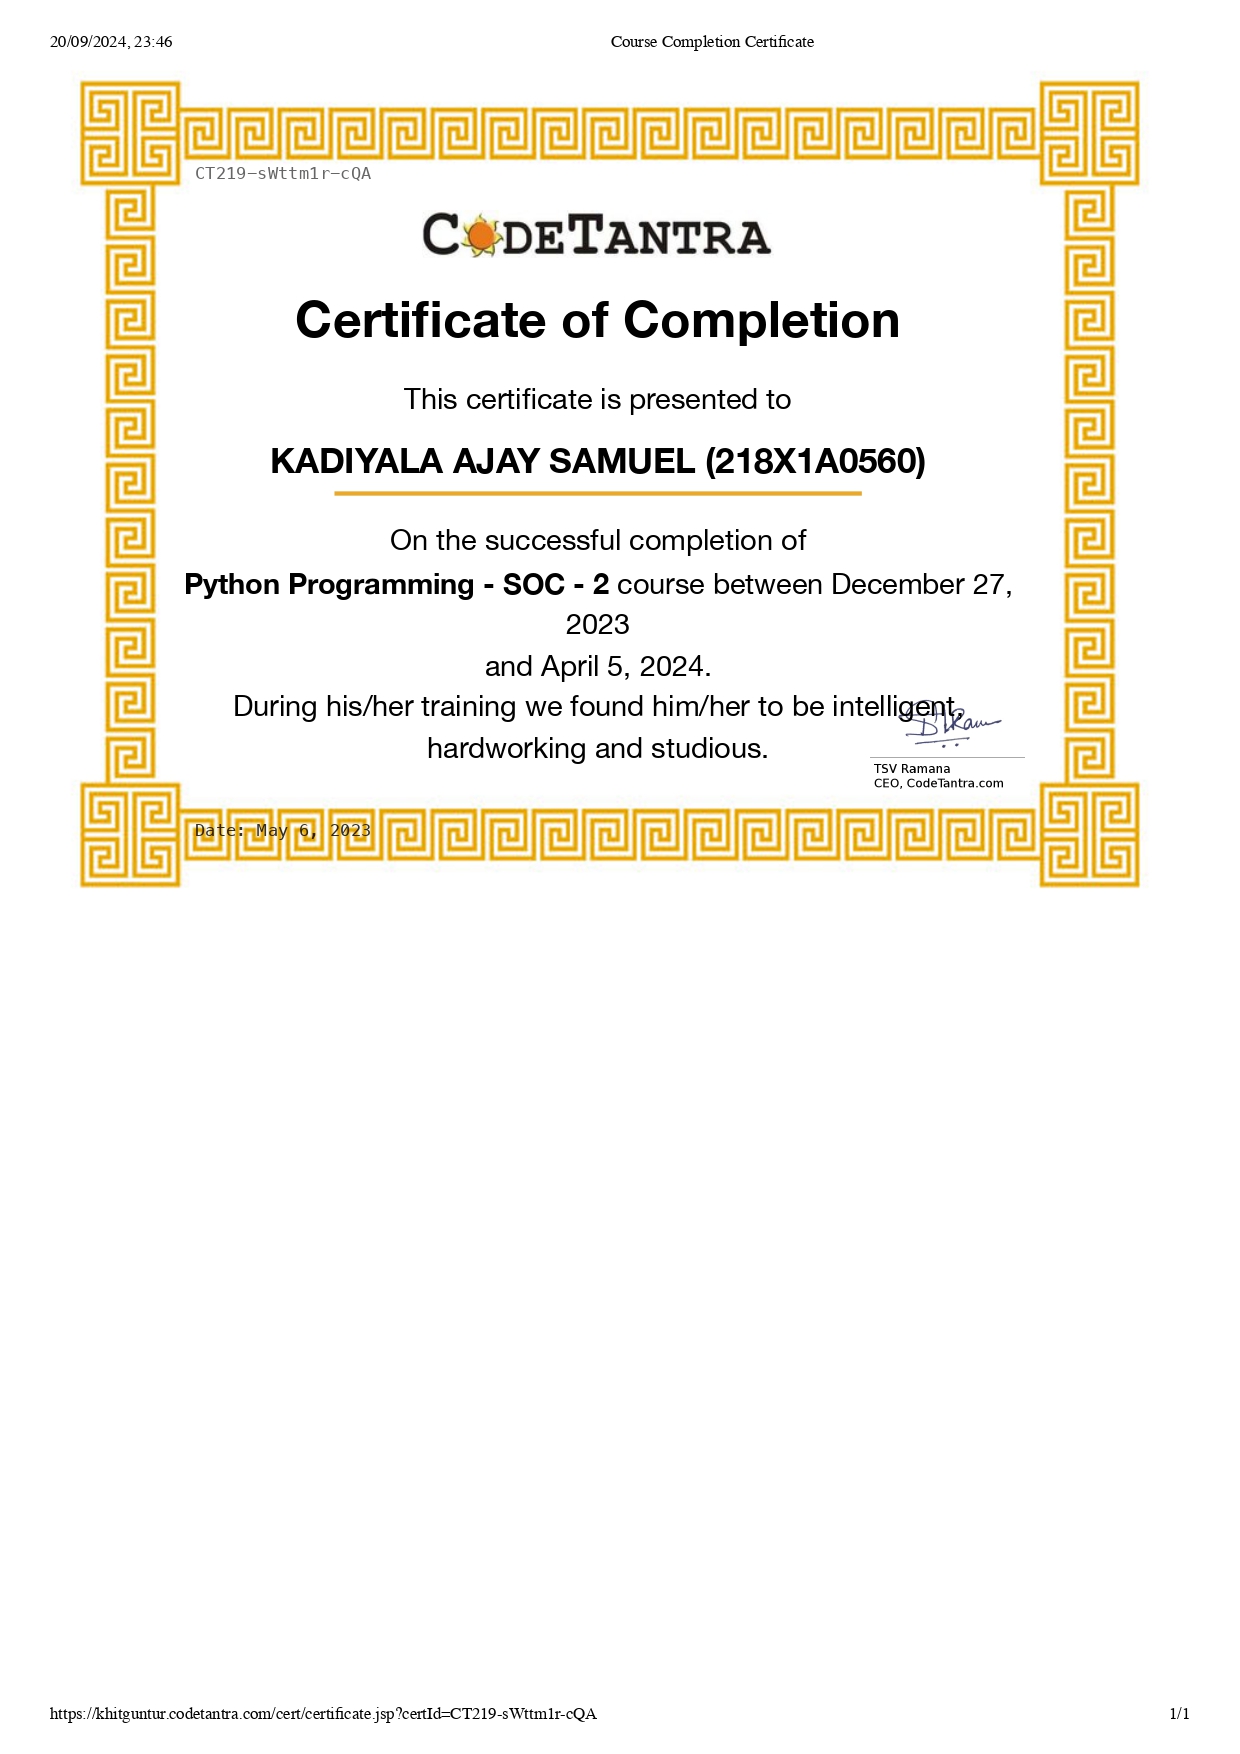 20/09/2024, 23:46
Course Completion Certificate
CT219-sWttm1r-cQA
CODETANTRA
Certificate of Completion
This certificate is presented to
KADIYALA AJAY SAMUEL (218X1A0560)
On the successful completion of
Python Programming - SOC - 2 course between December 27,
2023
and April 5, 2024.
During his/her training we found him/her to be intelligent,
hardworking and studious.
TSV Ramana
CEO, CodeTantra.com
Date: May 6, 2023
https://khitguntur.codetantra.com/cert/certificate.jsp?certId=CT219-sWttm1r-cQA
1/1